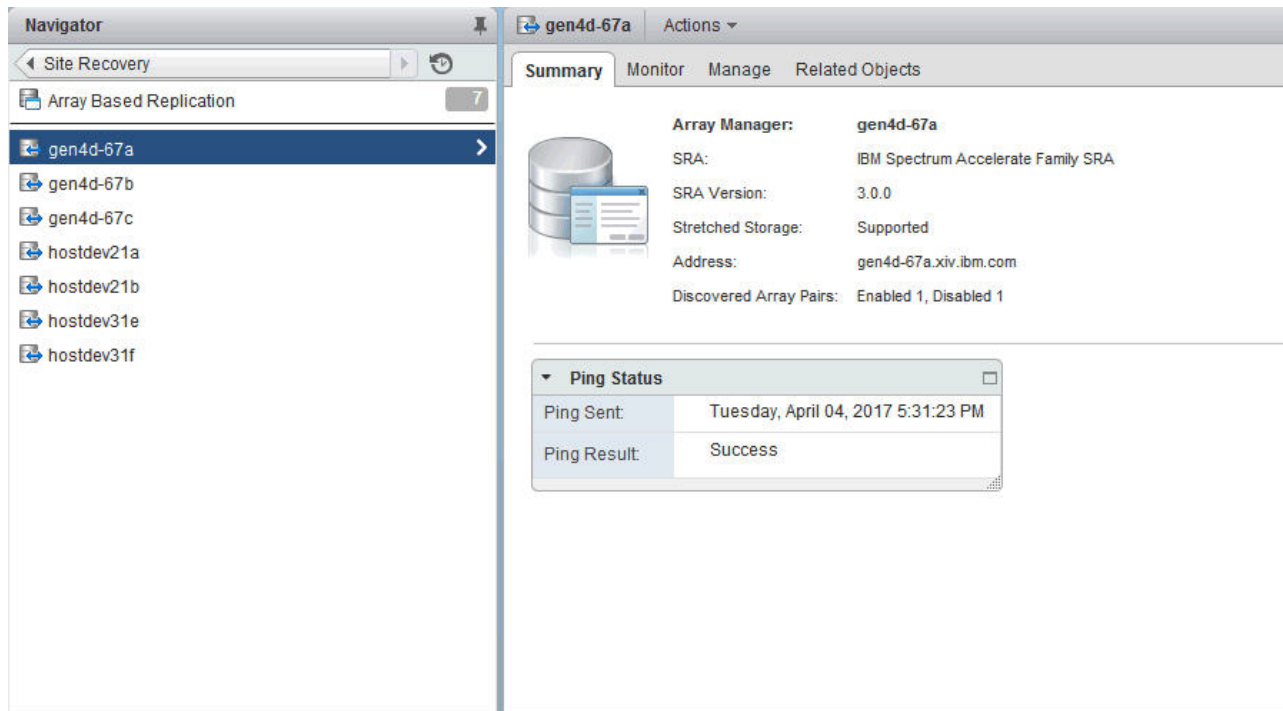 Navigator
Site Recovery
Array Based Replication 7
gen4d-67a
gen4d-67b
gen4d-67c
hostdev21a
hostdev21b
hostdev31e
hostdev31f
gen4d-67a Actions
Summary Monitor Manage Related Objects
Array Manager: gen4d-67a
SRA: IBM Spectrum Accelerate Family SRA
SRA Version: 3.0.0
Stretched Storage: Supported
Address: gen4d-67a.xiv.ibm.com
Discovered Array Pairs: Enabled 1, Disabled 1
Ping Status
Ping Sent: Tuesday, April 04, 2017 5:31:23 PM
Ping Result: Success